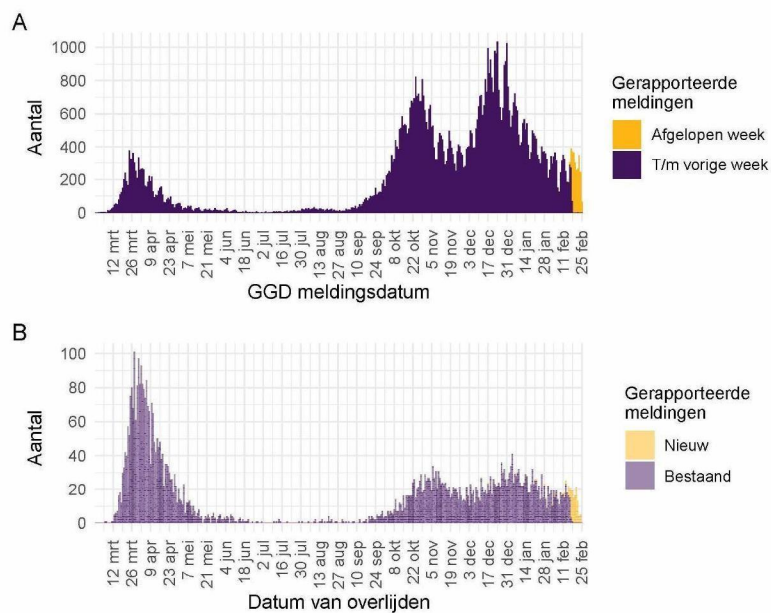 A
Aantal
1000
800
600
400
200
0
12 mrt
26 mrt
9 apr
23 apr
7 mei
21 mei
4 jun
18 jun
2 jul
16 jul
30 jul
13 aug
27 aug
10 sep
24 sep
8 okt
22 okt
5 nov
19 nov
3 dec
17 dec
31 dec
14 jan
28 jan
11 feb
25 feb
GGD meldingsdatum
Gerapporteerde
meldingen
Afgelopen week
T/m vorige week
B
Aantal
100
80
60
40
20
0
12 mrt
26 mrt
9 apr
23 apr
7 mei
21 mei
4 jun
18 jun
2 jul
16 jul
30 jul
13 aug
27 aug
10 sep
24 sep
8 okt
22 okt
5 nov
19 nov
3 dec
17 dec
31 dec
14 jan
28 jan
11 feb
25 feb
Datum van overlijden
Gerapporteerde
meldingen
Nieuw
Bestaand